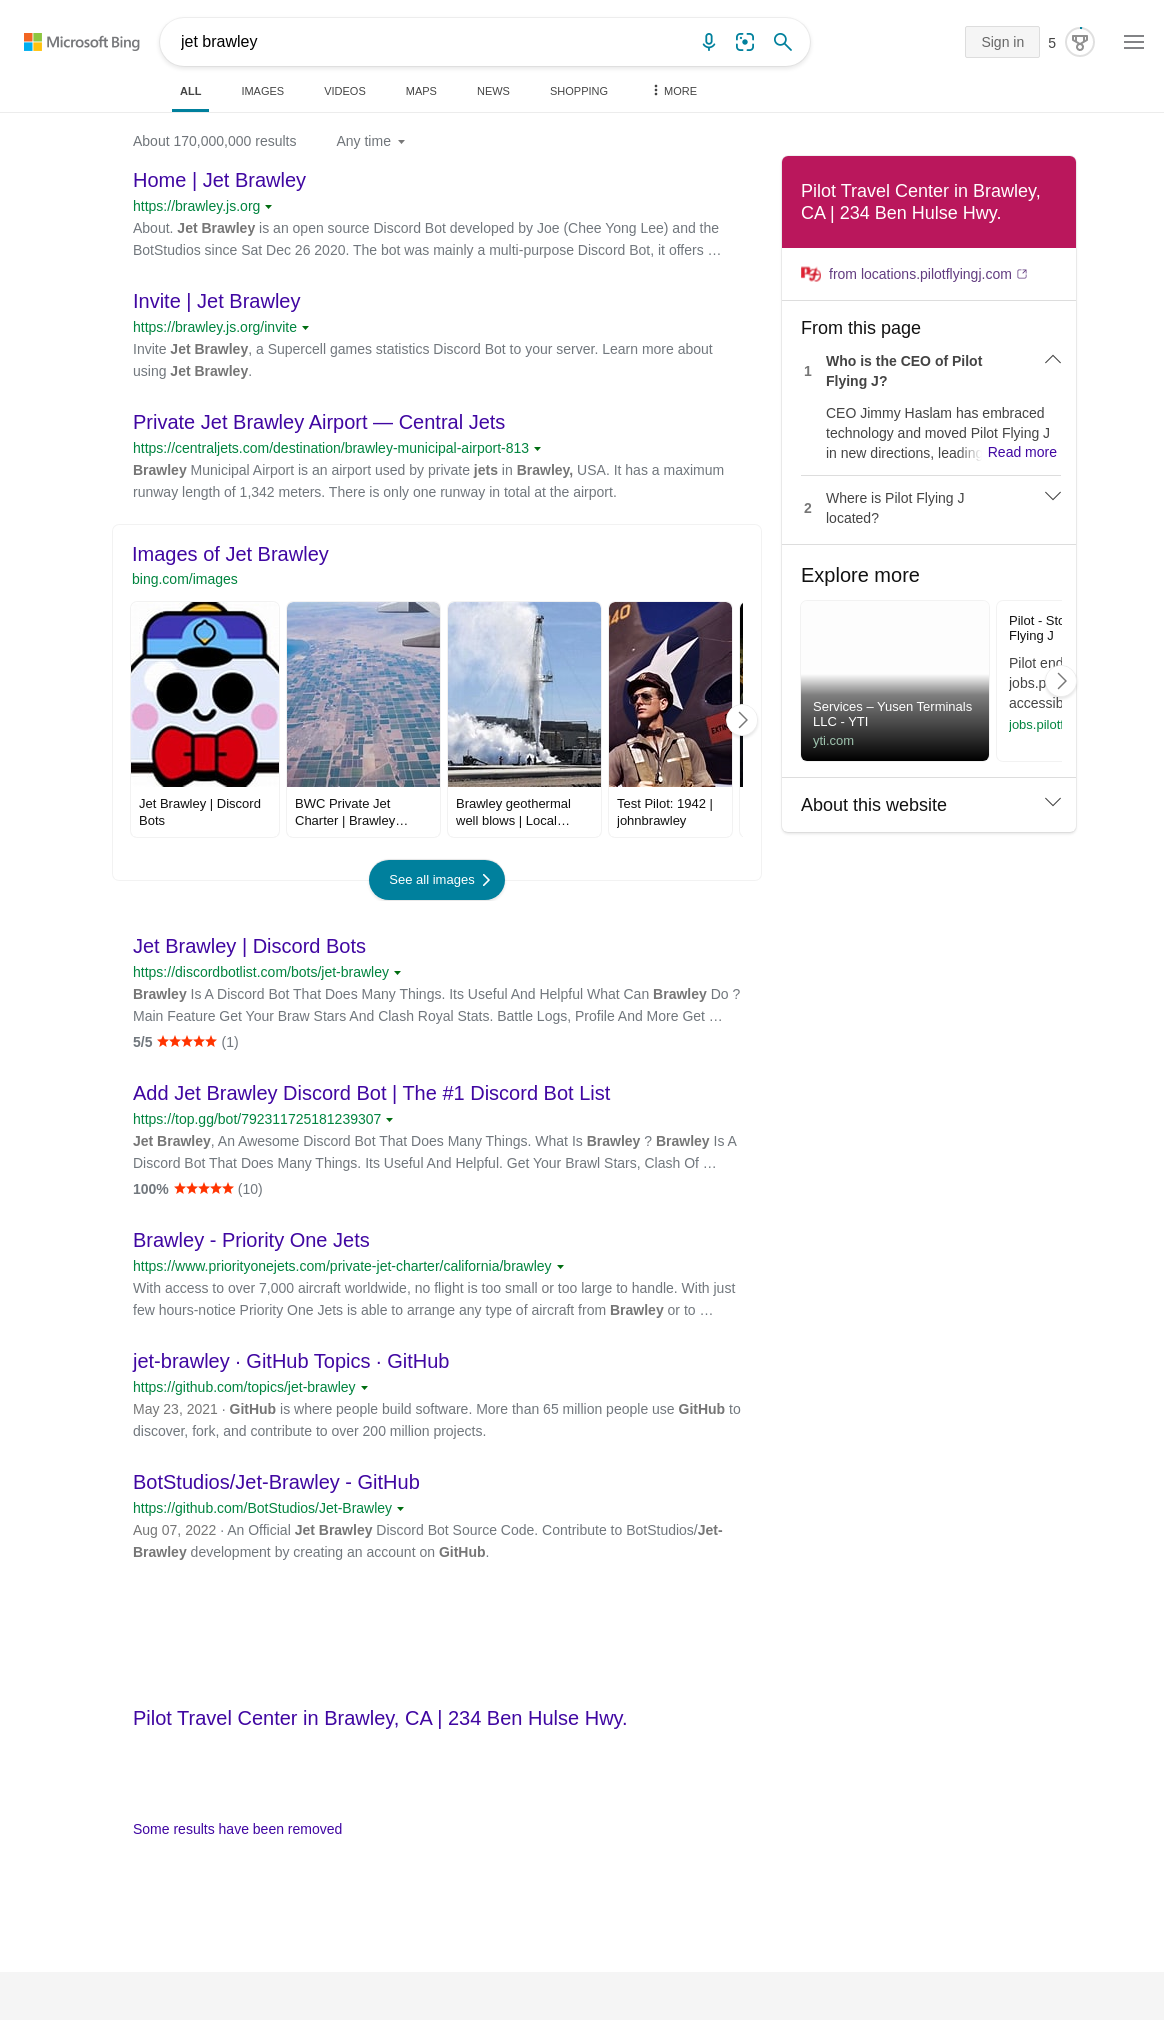 Microsoft Bing
jet brawley
Sign in
5
ALL
IMAGES
VIDEOS
MAPS
NEWS
SHOPPING
MORE
About 170,000,000 results
Any time
Home | Jet Brawley
https://brawley.js.org
About. Jet Brawley is an open source Discord Bot developed by Joe (Chee Yong Lee) and the
BotStudios since Sat Dec 26 2020. The bot was mainly a multi-purpose Discord Bot, it offers …
Invite | Jet Brawley
https://brawley.js.org/invite
Invite Jet Brawley, a Supercell games statistics Discord Bot to your server. Learn more about
using Jet Brawley.
Private Jet Brawley Airport — Central Jets
https://centraljets.com/destination/brawley-municipal-airport-813
Brawley Municipal Airport is an airport used by private jets in Brawley, USA. It has a maximum
runway length of 1,342 meters. There is only one runway in total at the airport.
Images of Jet Brawley
bing.com/images
40
EXTIN
Jet Brawley | Discord
Bots
BWC Private Jet
Charter | Brawley…
Brawley geothermal
well blows | Local…
Test Pilot: 1942 |
johnbrawley
See all images
Jet Brawley | Discord Bots
https://discordbotlist.com/bots/jet-brawley
Brawley Is A Discord Bot That Does Many Things. Its Useful And Helpful What Can Brawley Do ?
Main Feature Get Your Braw Stars And Clash Royal Stats. Battle Logs, Profile And More Get …
5/5 (1)
Add Jet Brawley Discord Bot | The #1 Discord Bot List
https://top.gg/bot/792311725181239307
Jet Brawley, An Awesome Discord Bot That Does Many Things. What Is Brawley ? Brawley Is A
Discord Bot That Does Many Things. Its Useful And Helpful. Get Your Brawl Stars, Clash Of …
100% (10)
Brawley - Priority One Jets
https://www.priorityonejets.com/private-jet-charter/california/brawley
With access to over 7,000 aircraft worldwide, no flight is too small or too large to handle. With just
few hours-notice Priority One Jets is able to arrange any type of aircraft from Brawley or to …
jet-brawley · GitHub Topics · GitHub
https://github.com/topics/jet-brawley
May 23, 2021 · GitHub is where people build software. More than 65 million people use GitHub to
discover, fork, and contribute to over 200 million projects.
BotStudios/Jet-Brawley - GitHub
https://github.com/BotStudios/Jet-Brawley
Aug 07, 2022 · An Official Jet Brawley Discord Bot Source Code. Contribute to BotStudios/Jet-
Brawley development by creating an account on GitHub.
Pilot Travel Center in Brawley, CA | 234 Ben Hulse Hwy.
Some results have been removed
Pilot Travel Center in Brawley,
CA | 234 Ben Hulse Hwy.
from locations.pilotflyingj.com
From this page
1
Who is the CEO of Pilot
Flying J?
CEO Jimmy Haslam has embraced
technology and moved Pilot Flying J
in new directions, leading Read more
2
Where is Pilot Flying J
located?
Explore more
Services – Yusen Terminals
LLC - YTI
yti.com
Pilot - Sto
Flying J
Pilot end
jobs.p
accessib
jobs.pilotf
About this website